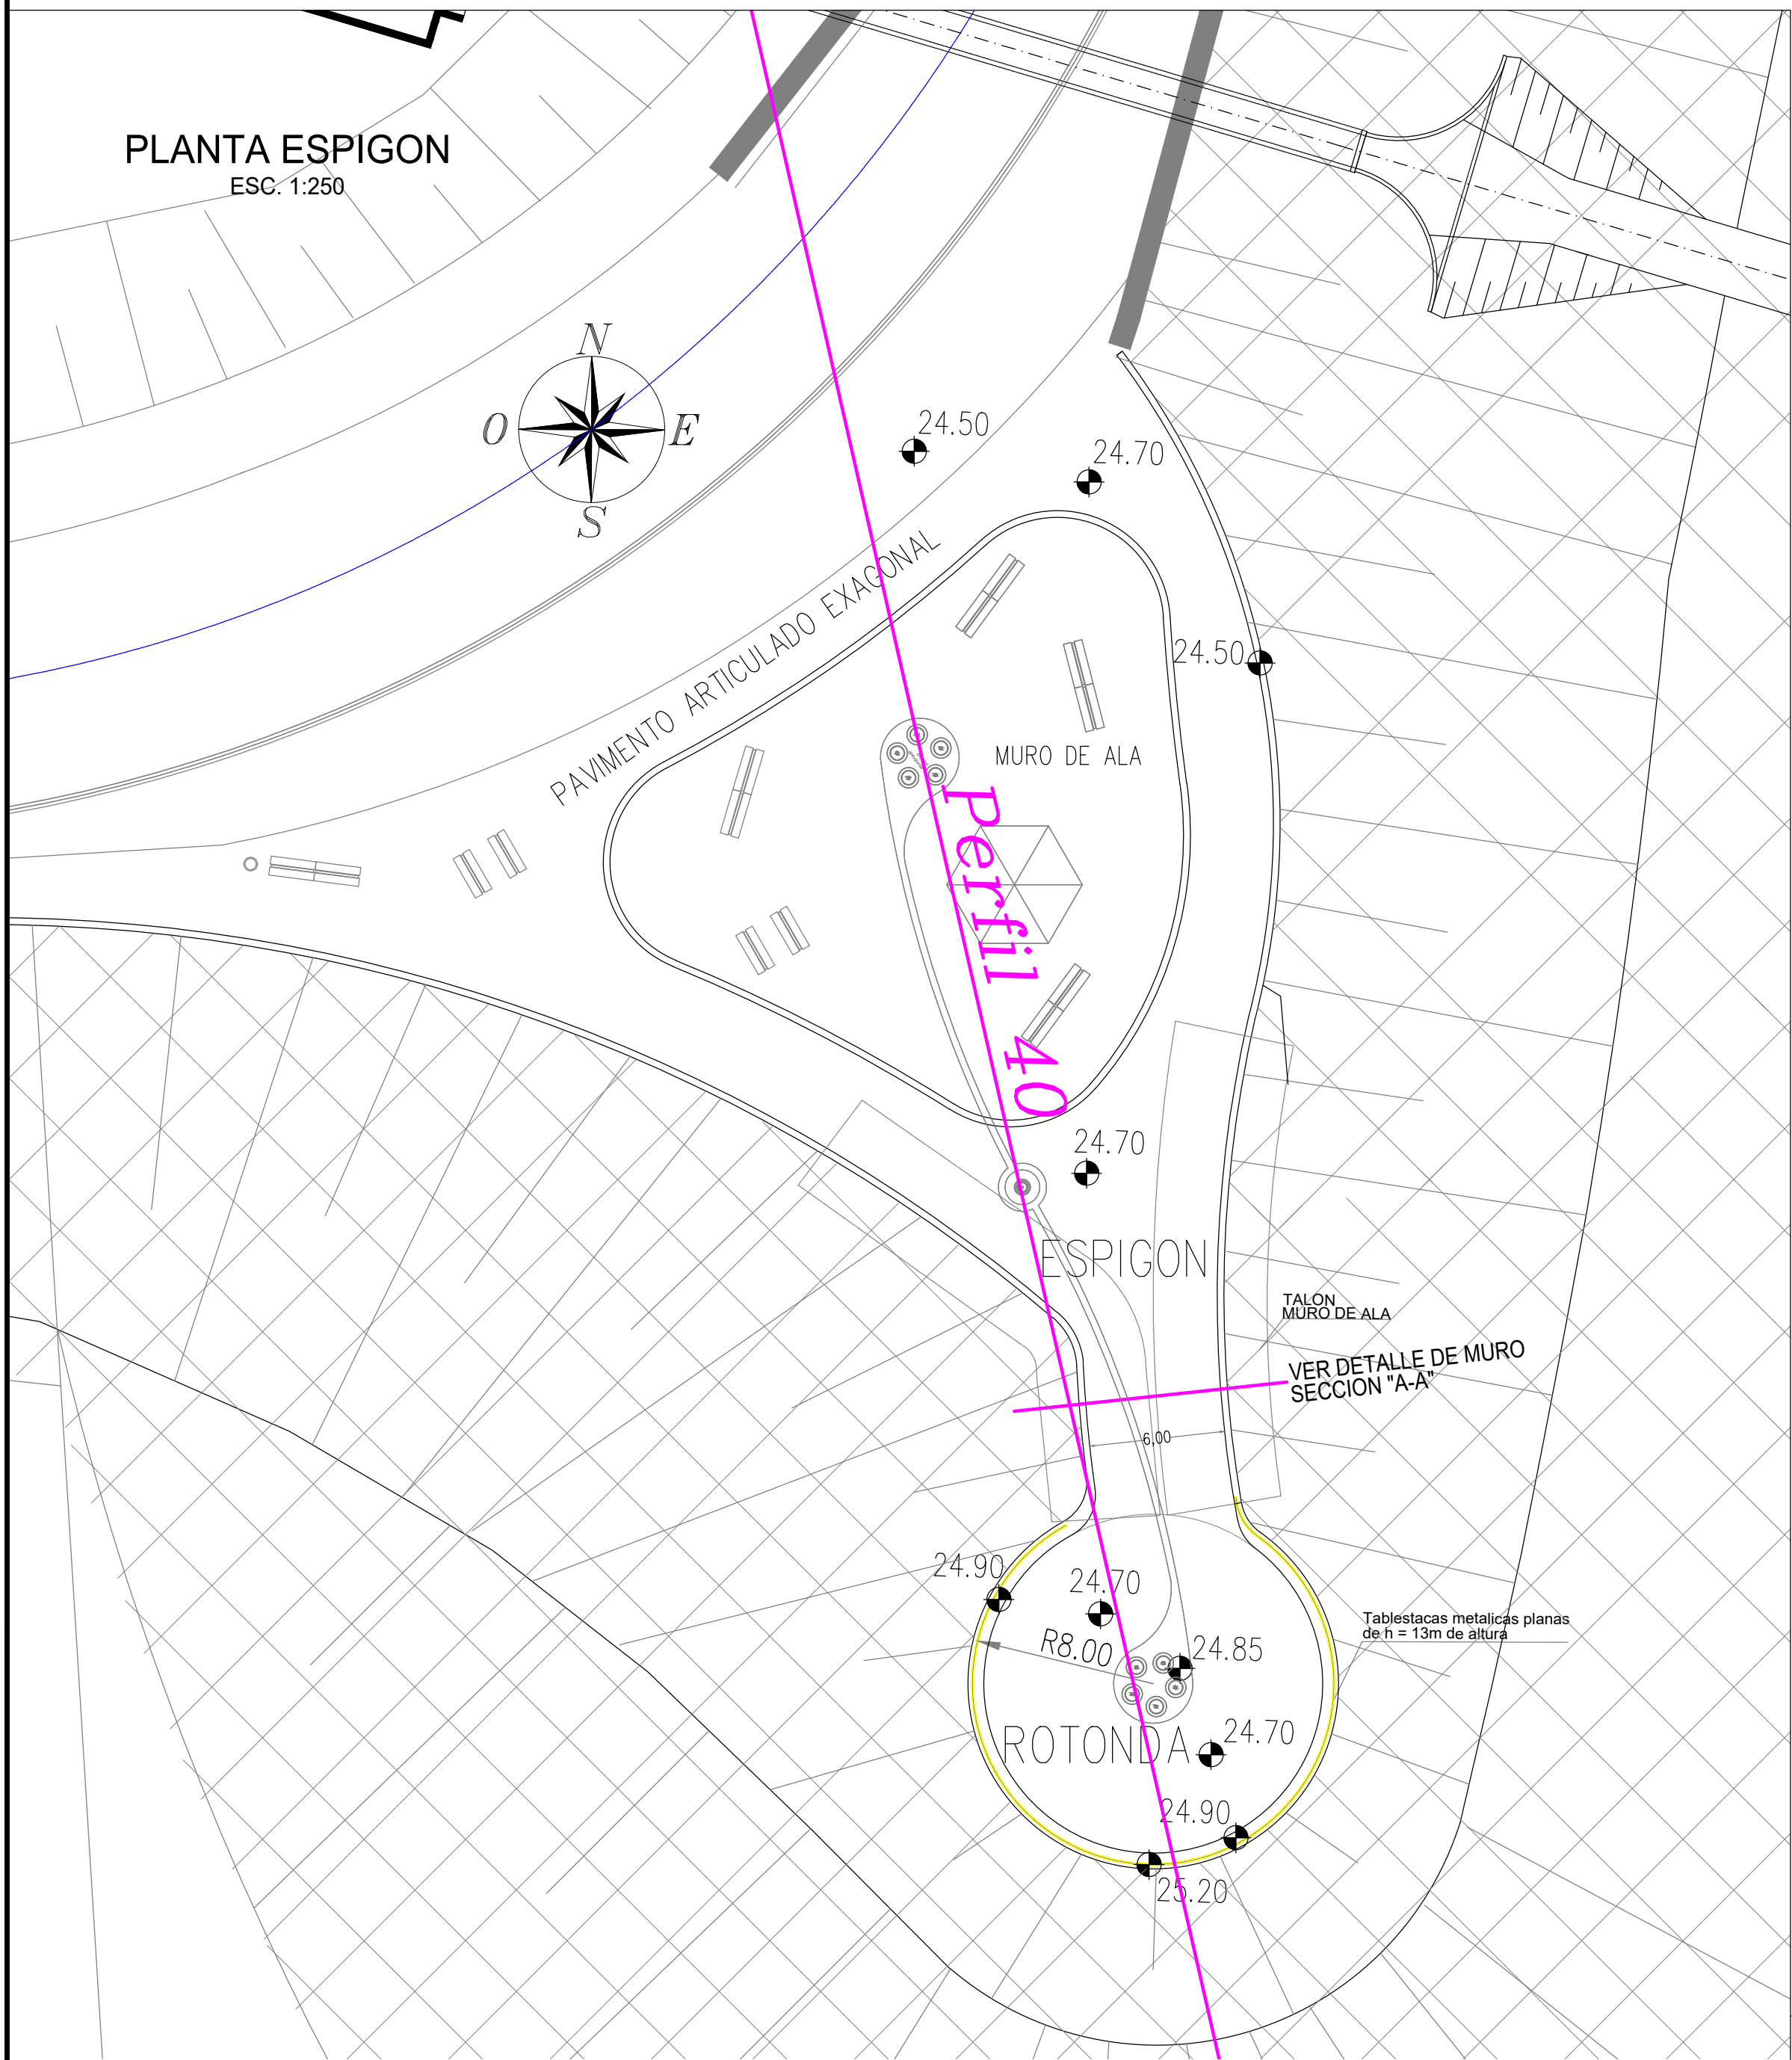 PLANTA ESPIGON
ESC. 1:250
N
O
E
S
24.50
24.70
PAVIMENTO ARTICULADO EXAGONAL
24.50
MURO DE ALA
Perfil 40
24.70
ESPIGON
TALON
MURO DE ALA
VER DETALLE DE MURO
SECCION "A-A"
6,00
24.90
24.70
Tablestacas metalicas planas
de h = 13m de altura
R8.00
24.85
ROTONDA
24.70
24.90
25.20